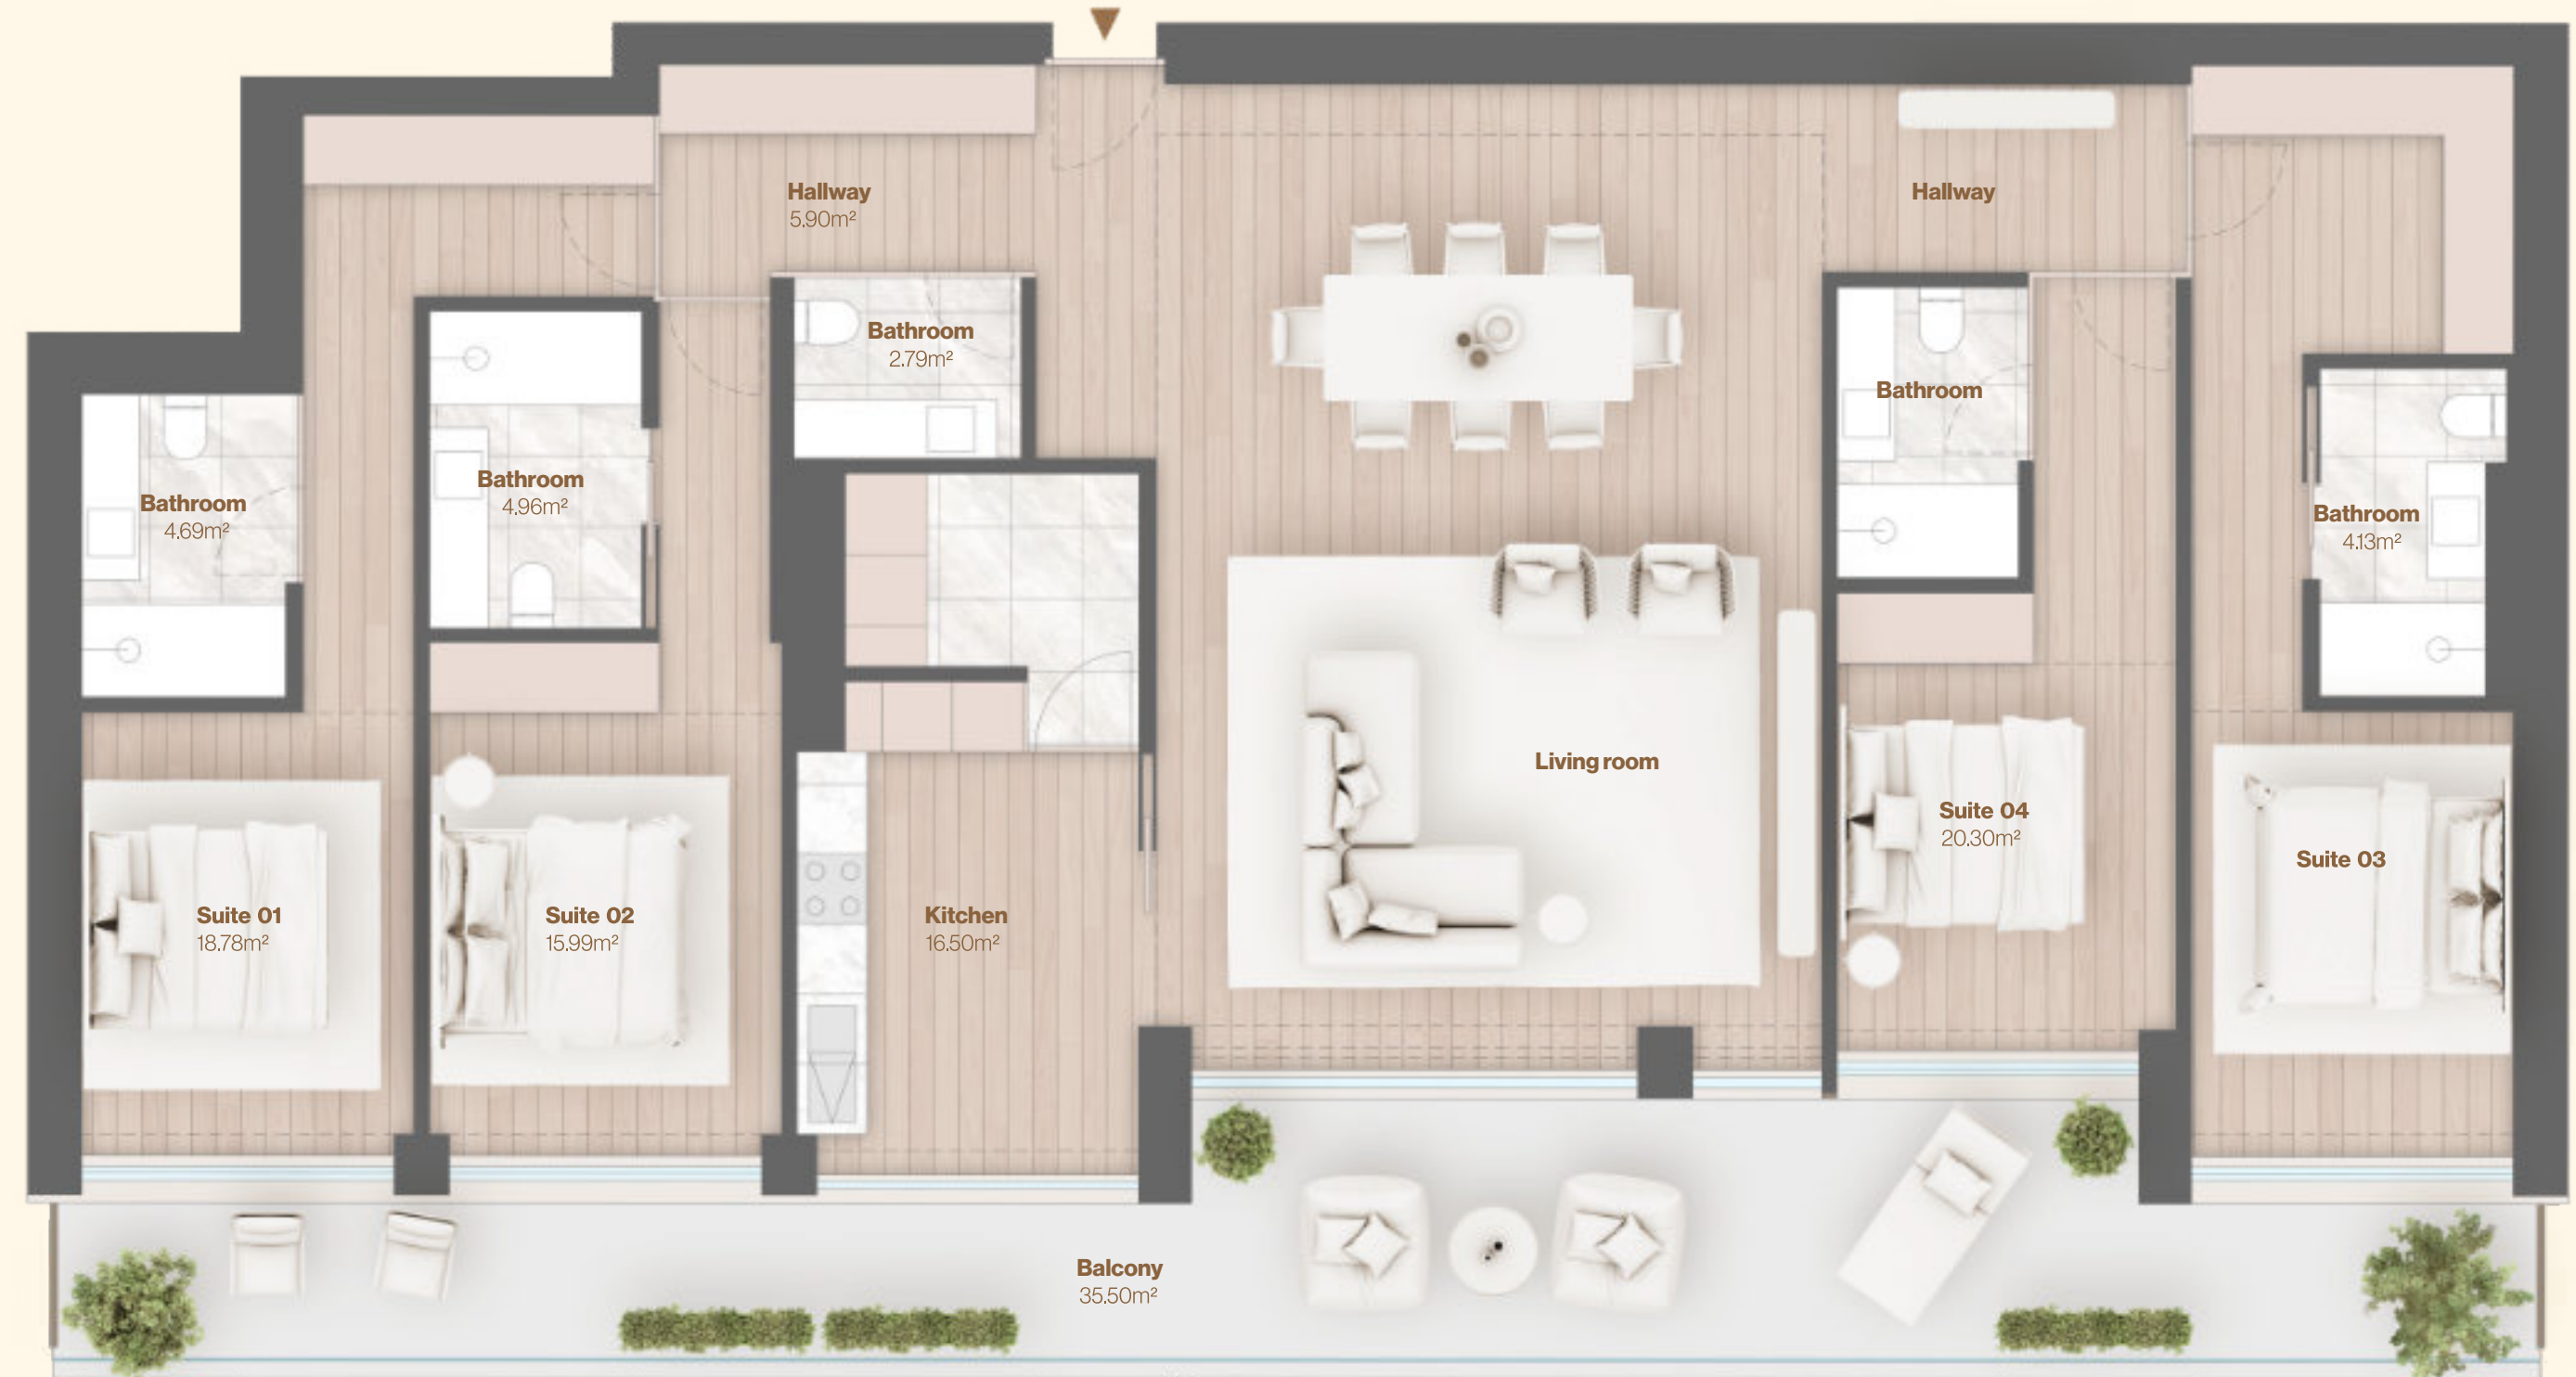 Hallway
5.90m²
Hallway
Bathroom
2.79m²
Bathroom
Bathroom
4.96m²
Bathroom
4.69m²
Bathroom
4.13m²
Living room
Suite 04
20.30m²
Suite 03
Suite 01
18.78m²
Suite 02
15.99m²
Kitchen
16.50m²
Balcony
35.50m²